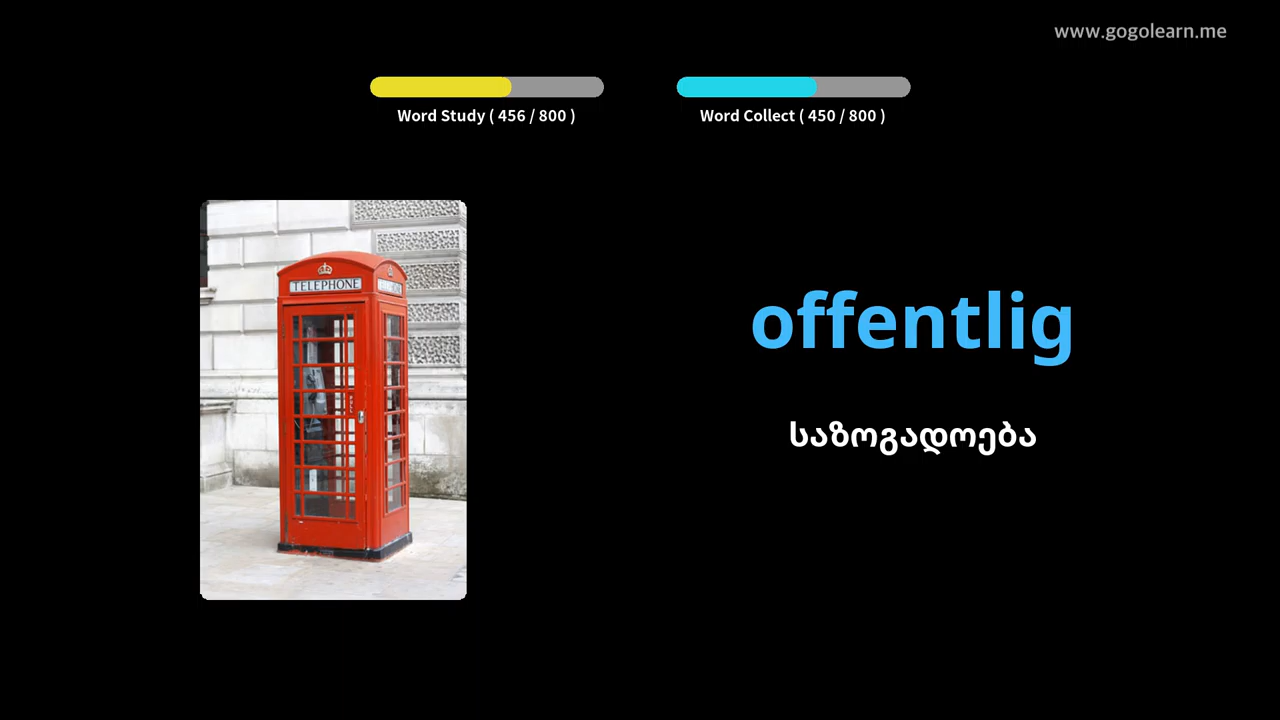 www.gogolearn.me
Word Study ( 456 / 800 )
Word Collect ( 450 / 800 )
TELEPHONE
offentlig
საზოგადოება